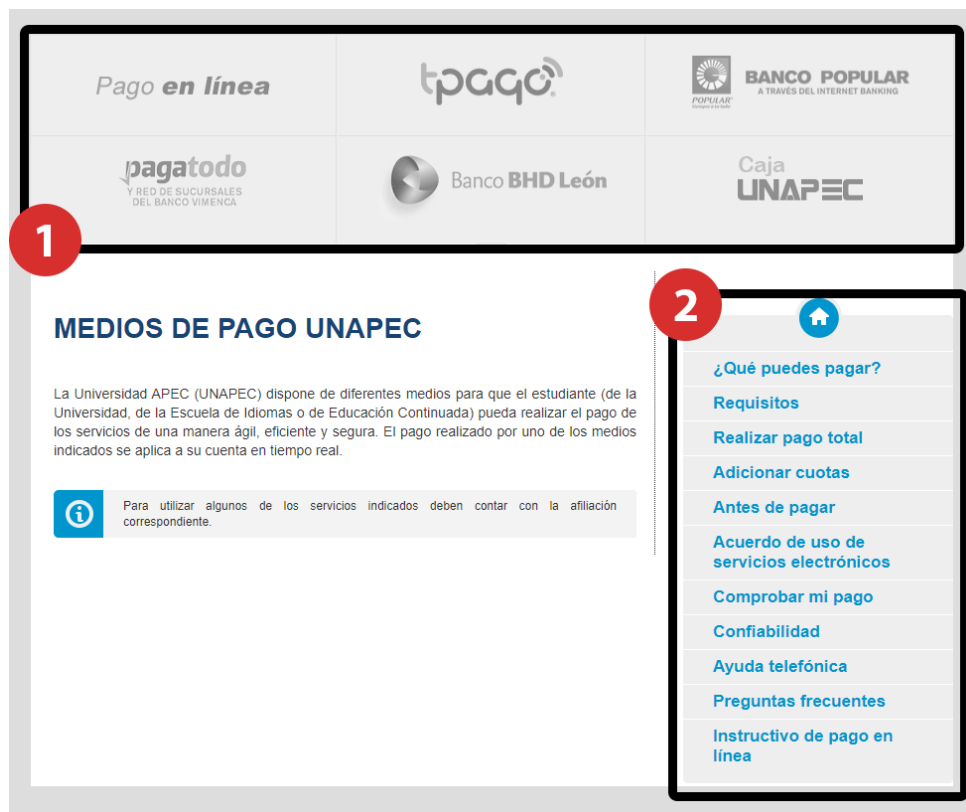 Pago en línea
tpago
POPULAR
BANCO POPULAR
A TRAVÉS DEL INTERNET BANKING
pagatodo
Y RED DE SUCURSALES
DEL BANCO VIMENCA
Banco BHD León
Caja
UNAPEC
1
2
MEDIOS DE PAGO UNAPEC
La Universidad APEC (UNAPEC) dispone de diferentes medios para que el estudiante (de la
Universidad, de la Escuela de Idiomas o de Educación Continuada) pueda realizar el pago de
los servicios de una manera ágil, eficiente y segura. El pago realizado por uno de los medios
indicados se aplica a su cuenta en tiempo real.
Para utilizar algunos de los servicios indicados deben contar con la afiliación
correspondiente.
¿Qué puedes pagar?
Requisitos
Realizar pago total
Adicionar cuotas
Antes de pagar
Acuerdo de uso de
servicios electrónicos
Comprobar mi pago
Confiabilidad
Ayuda telefónica
Preguntas frecuentes
Instructivo de pago en
línea